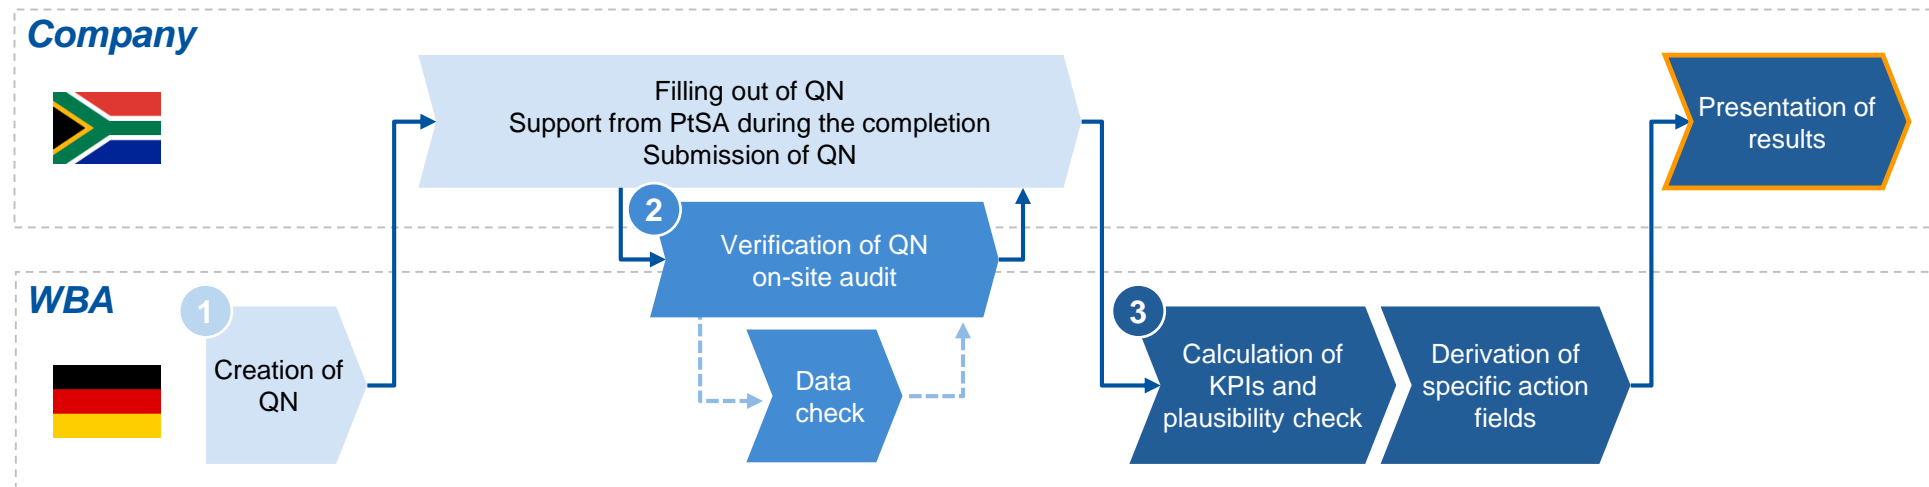 Company
Filling out of QN
Support from PtSA during the completion
Submission of QN
Presentation of
results
2
Verification of QN
on-site audit
WBA
1
Creation of
QN
Data
check
3
Calculation of
KPIs and
plausibility check
Derivation of
specific action
fields